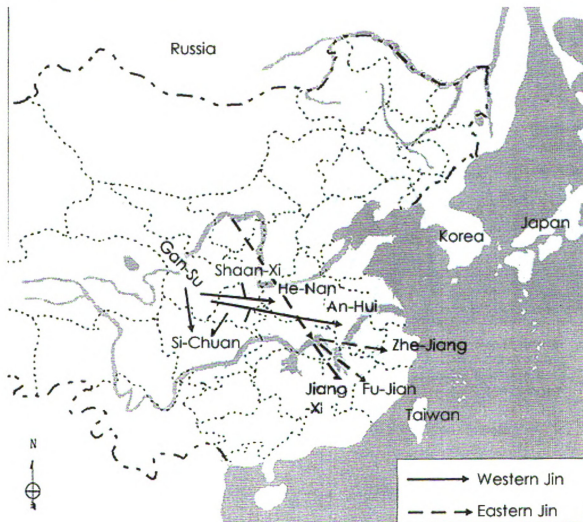 Russia
Korea
Japan
Gan-Su
Shaan-Xi
He-Nan
An-Hui
Si-Chuan
Zhe-Jiang
Jiang
-Xi
Fu-Jian
Taiwan
N
Western Jin
Eastern Jin